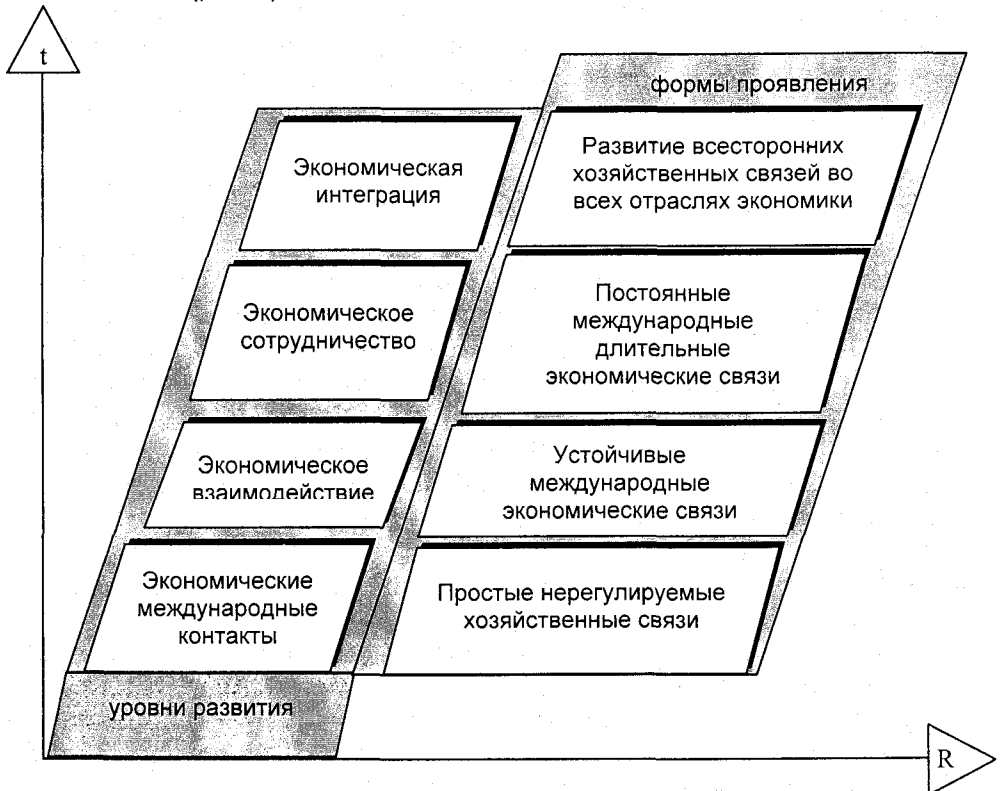 t
формы проявления
Экономическая
интеграция
Развитие всесторонних
хозяйственных связей во
всех отраслях экономики
Экономическое
сотрудничество
Постоянные
международные
длительные
экономические связи
Экономическое
взаимодействие
Устойчивые
международные
экономические связи
Экономические
международные
контакты
Простые нерегулируемые
хозяйственные связи
уровни развития
R